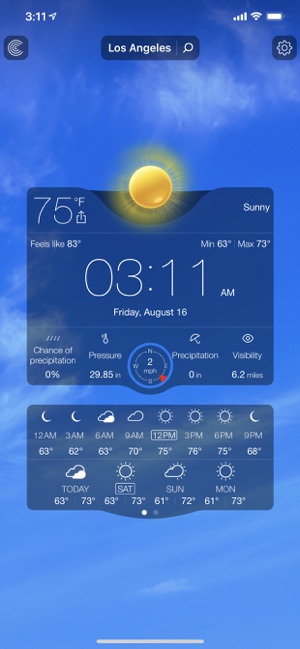 3:11
Los Angeles
75 °F
Sunny
Feels like 83°
Min 63° Max 73°
03:11 AM
Friday, August 16
Chance of precipitation
0%
Pressure
29.85 in
N
W E
S
2
mph
Precipitation
0 in
Visibility
6.2 miles
12AM 3AM 6AM 9AM 12PM 3PM 6PM 9PM
63° 62° 63° 70° 75° 76° 75° 68°
TODAY SAT SUN MON
63° 73° 63° 73° 61° 72° 61° 73°